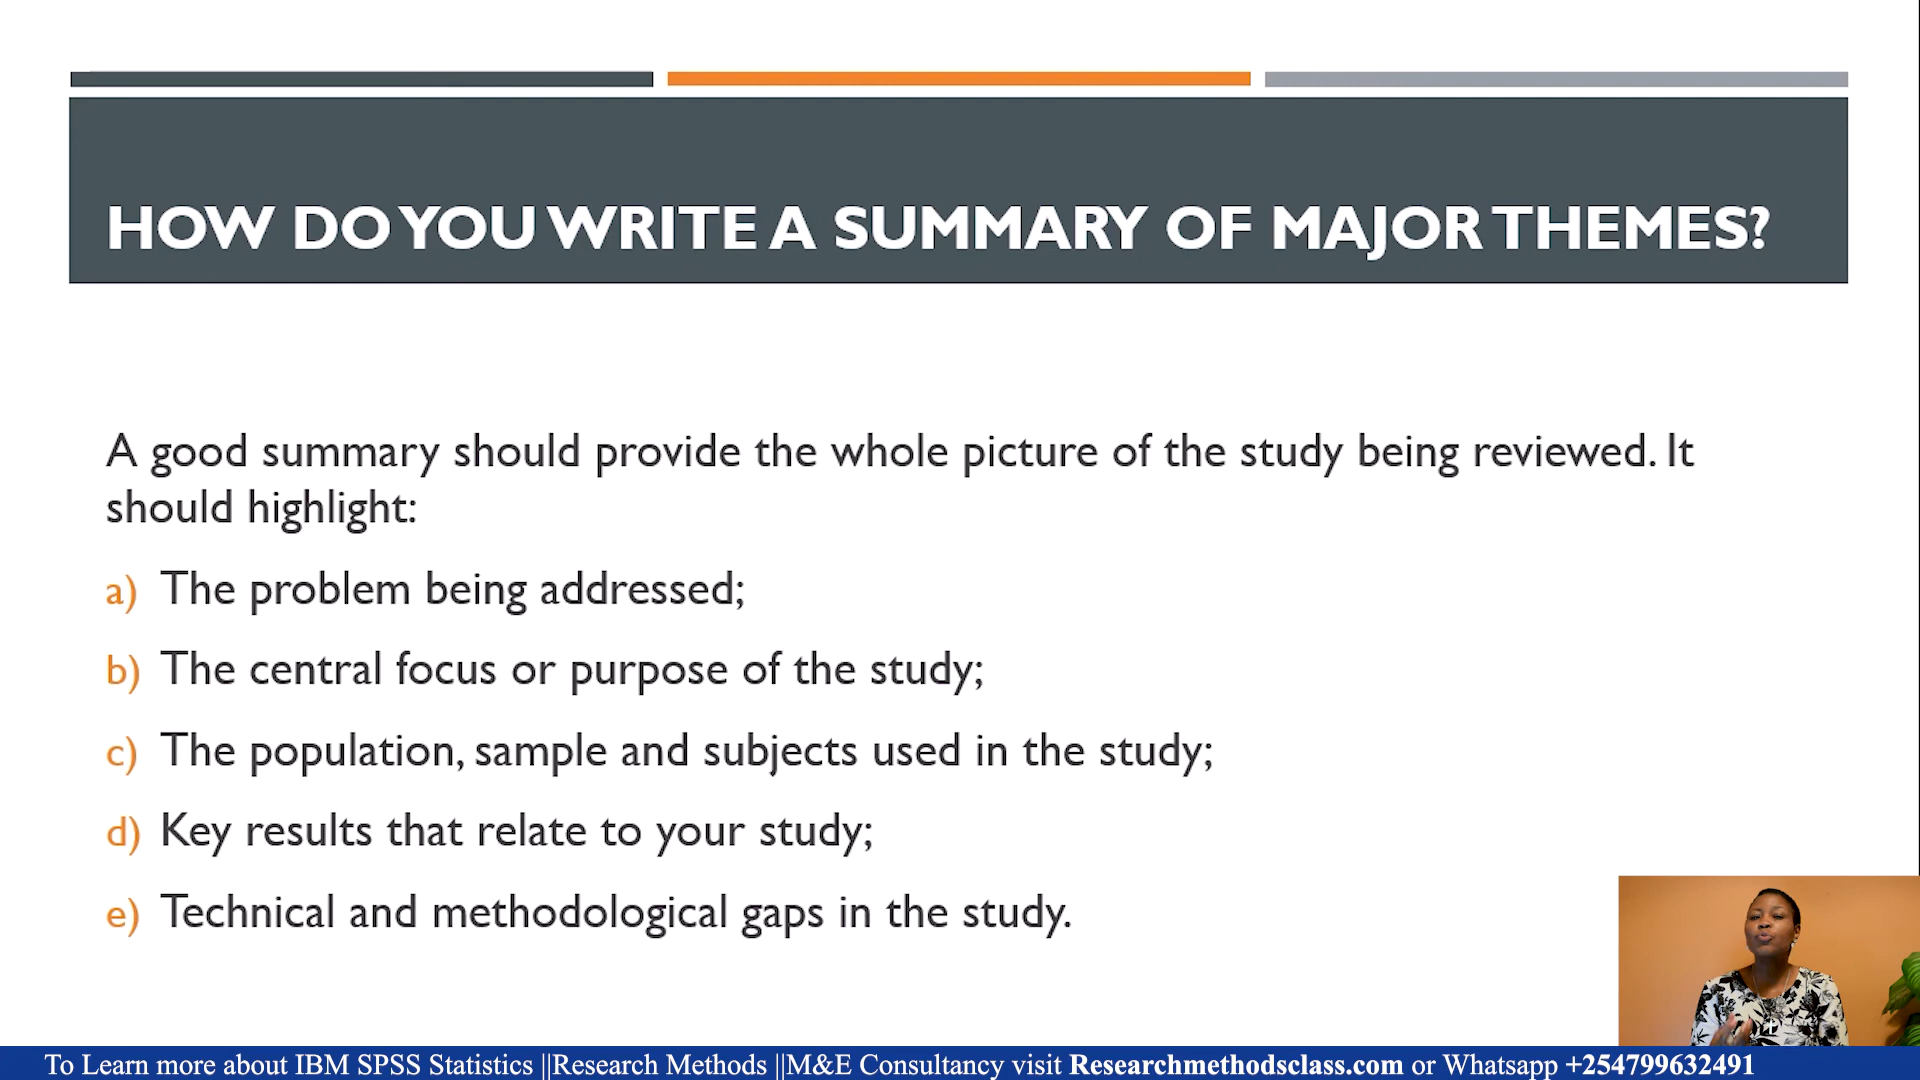 HOW DO YOU WRITE A SUMMARY OF MAJOR THEMES?
A good summary should provide the whole picture of the study being reviewed. It
should highlight:
a) The problem being addressed;
b) The central focus or purpose of the study;
c) The population, sample and subjects used in the study;
d) Key results that relate to your study;
e) Technical and methodological gaps in the study.
To Learn more about IBM SPSS Statistics ||Research Methods ||M&E Consultancy visit Researchmethodsclass.com or Whatsapp +254799632491